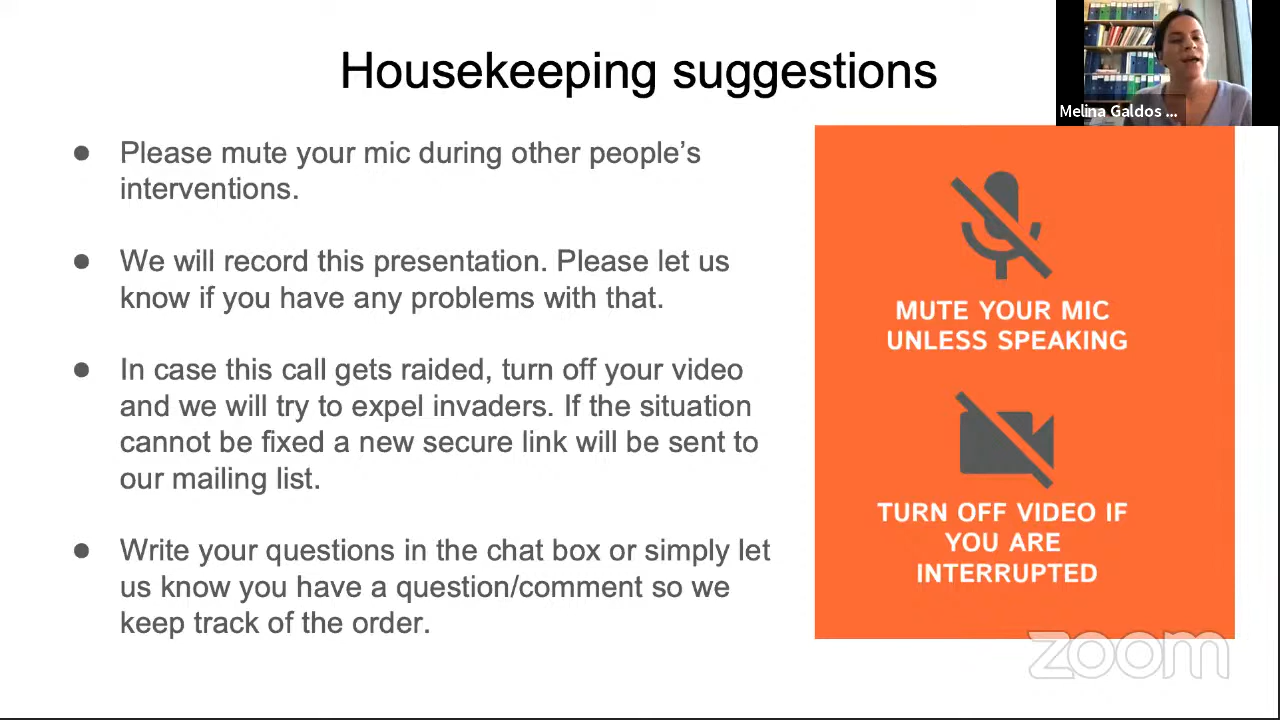 Housekeeping suggestions
Melina Galdos ...
● Please mute your mic during other people’s
interventions.
● We will record this presentation. Please let us
know if you have any problems with that.
● In case this call gets raided, turn off your video
and we will try to expel invaders. If the situation
cannot be fixed a new secure link will be sent to
our mailing list.
● Write your questions in the chat box or simply let
us know you have a question/comment so we
keep track of the order.
MUTE YOUR MIC
UNLESS SPEAKING
TURN OFF VIDEO IF
YOU ARE
INTERRUPTED
zoom